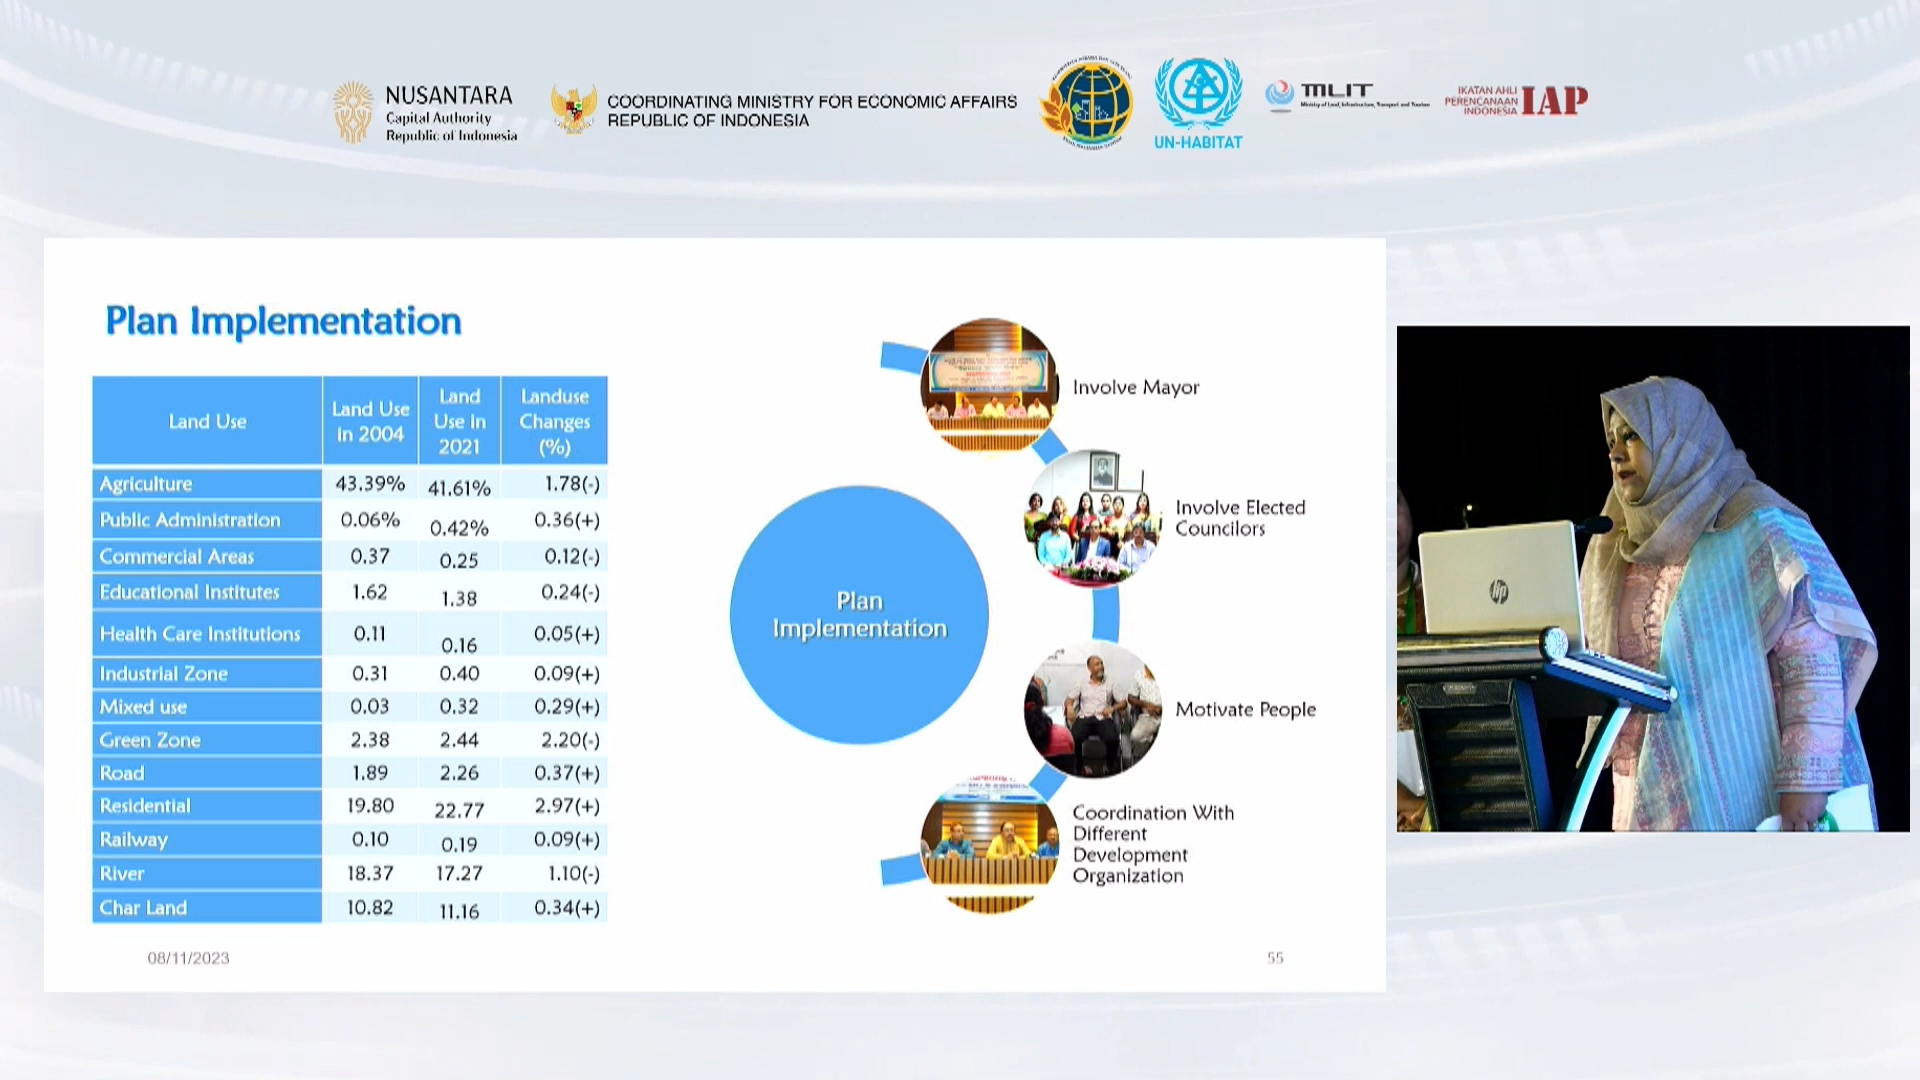 NUSANTARA
Capital Authority
Republic of Indonesia
COORDINATING MINISTRY FOR ECONOMIC AFFAIRS
REPUBLIC OF INDONESIA
UN-HABITAT
MLIT
Ministry of Land, Infrastructure, Transport and Tourism
IKATAN AHLI
PERENCANAAN
INDONESIA
IAP
Plan Implementation
Land Use
Land Use in 2004
Land Use in 2021
Landuse Changes (%)
Agriculture 43.39% 41.61% 1.78(-)
Public Administration 0.06% 0.42% 0.36(+)
Commercial Areas 0.37 0.25 0.12(-)
Educational Institutes 1.62 1.38 0.24(-)
Health Care Institutions 0.11 0.16 0.05(+)
Industrial Zone 0.31 0.40 0.09(+)
Mixed use 0.03 0.32 0.29(+)
Green Zone 2.38 2.44 2.20(-)
Road 1.89 2.26 0.37(+)
Residential 19.80 22.77 2.97(+)
Railway 0.10 0.19 0.09(+)
River 18.37 17.27 1.10(-)
Char Land 10.82 11.16 0.34(+)
Plan
Implementation
Involve Mayor
Involve Elected
Councilors
Motivate People
Coordination With
Different
Development
Organization
08/11/2023
55
hp